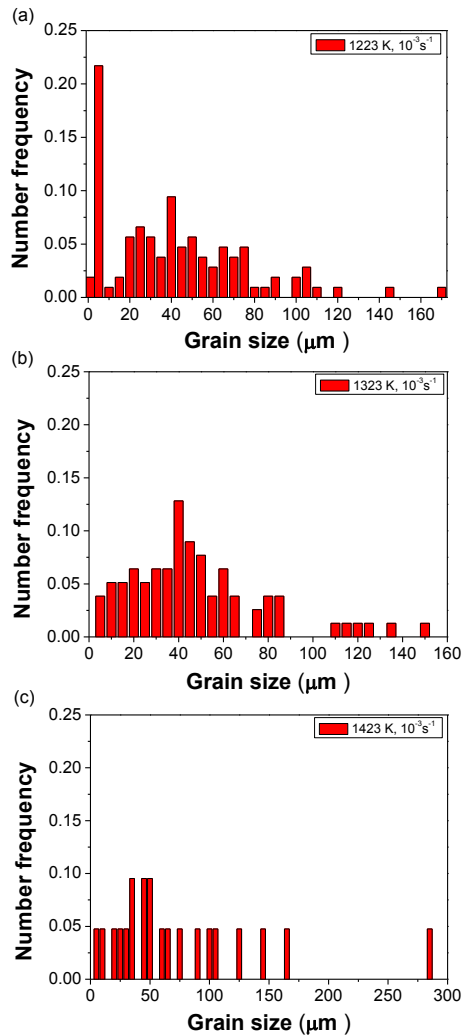 (a)
0.25
1223 K, 10⁻³s⁻¹
0.20
0.15
0.10
0.05
0.00
Number frequency
0 20 40 60 80 100 120 140 160
Grain size (μm )
(b)
0.25
1323 K, 10⁻³s⁻¹
0.20
0.15
0.10
0.05
0.00
Number frequency
0 20 40 60 80 100 120 140 160
Grain size (μm )
(c)
0.25
1423 K, 10⁻³s⁻¹
0.20
0.15
0.10
0.05
0.00
Number frequency
0 50 100 150 200 250 300
Grain size (μm )